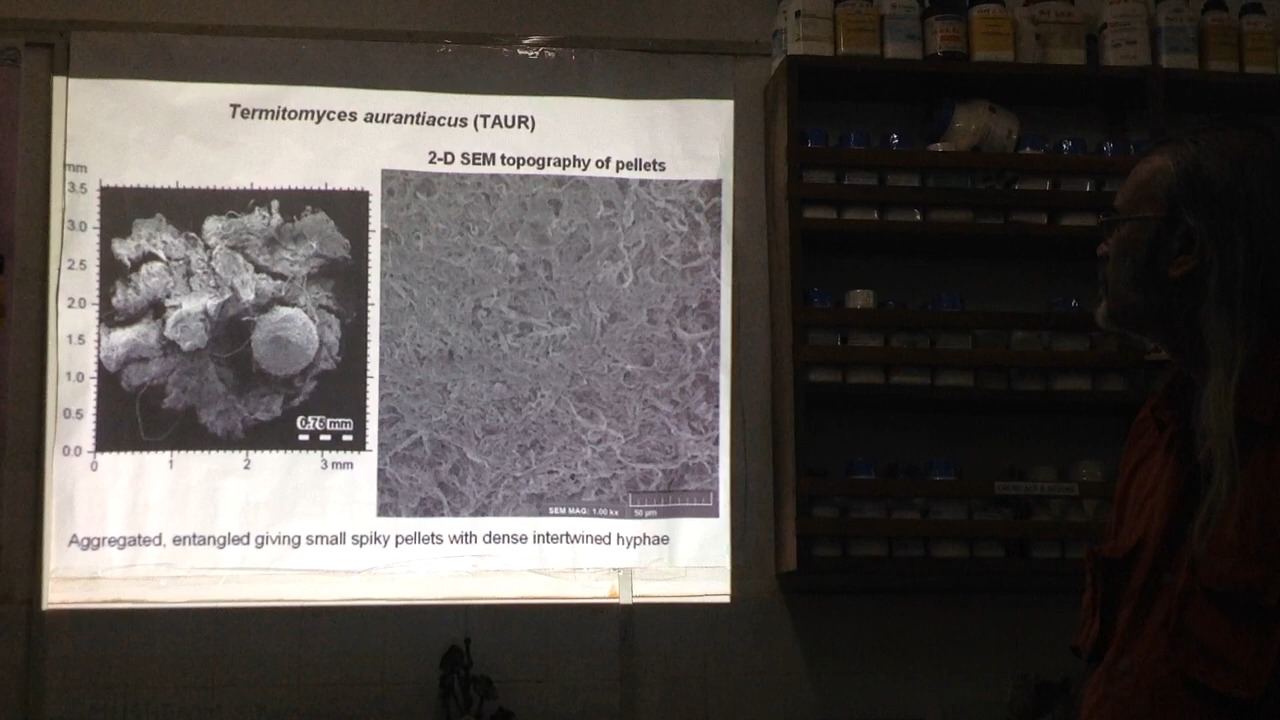 Termitomyces aurantiacus (TAUR)
2-D SEM topography of pellets
mm
3.5
3.0
2.5
2.0
1.5
1.0
0.5
0.0
0.75 mm
0 1 2 3 mm
SEM MAG: 1.00 kx 50 µm
Aggregated, entangled giving small spiky pellets with dense intertwined hyphae